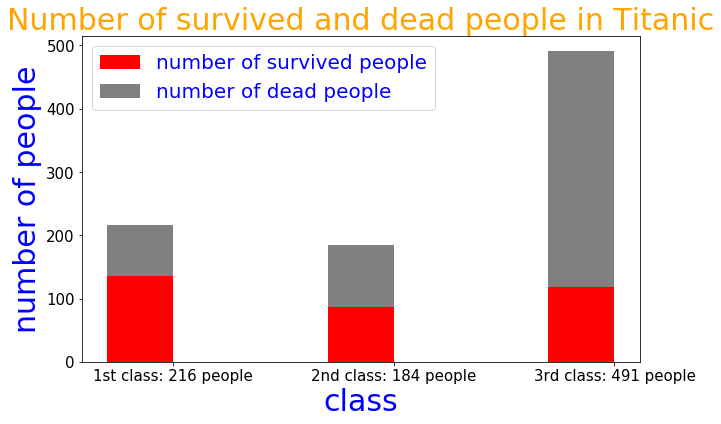 Number of survived and dead people in Titanic
number of survived people
number of dead people
number of people
500
400
300
200
100
0
1st class: 216 people
2nd class: 184 people
3rd class: 491 people
class